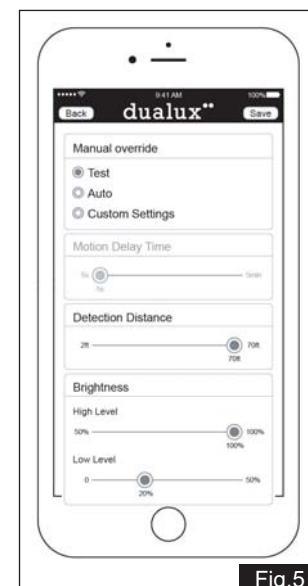 9:41 AM 100%
Back dualux Save
Manual override
Test
Auto
Custom Settings
Motion Delay Time
5s 5min
5s
Detection Distance
2ft 70ft
70ft
Brightness
High Level
50% 100%
100%
Low Level
0 50%
20%
Fig.5